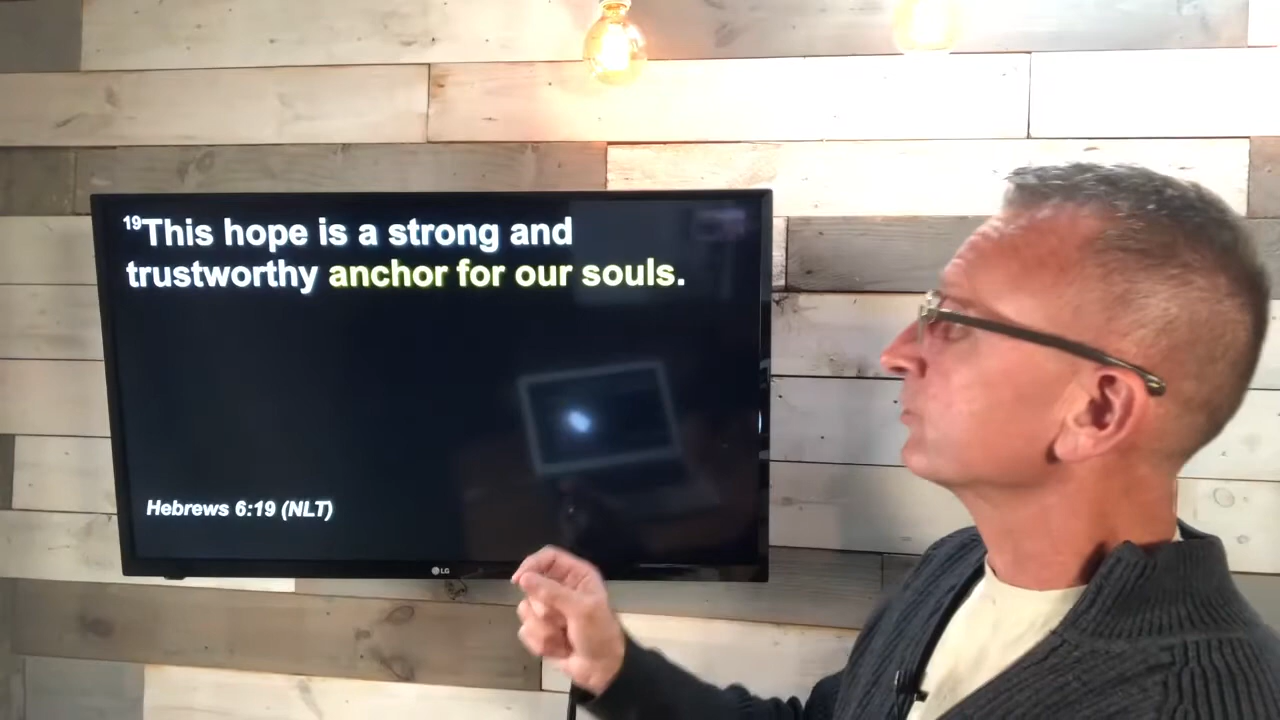 19This hope is a strong and
trustworthy anchor for our souls.
Hebrews 6:19 (NLT)
LG